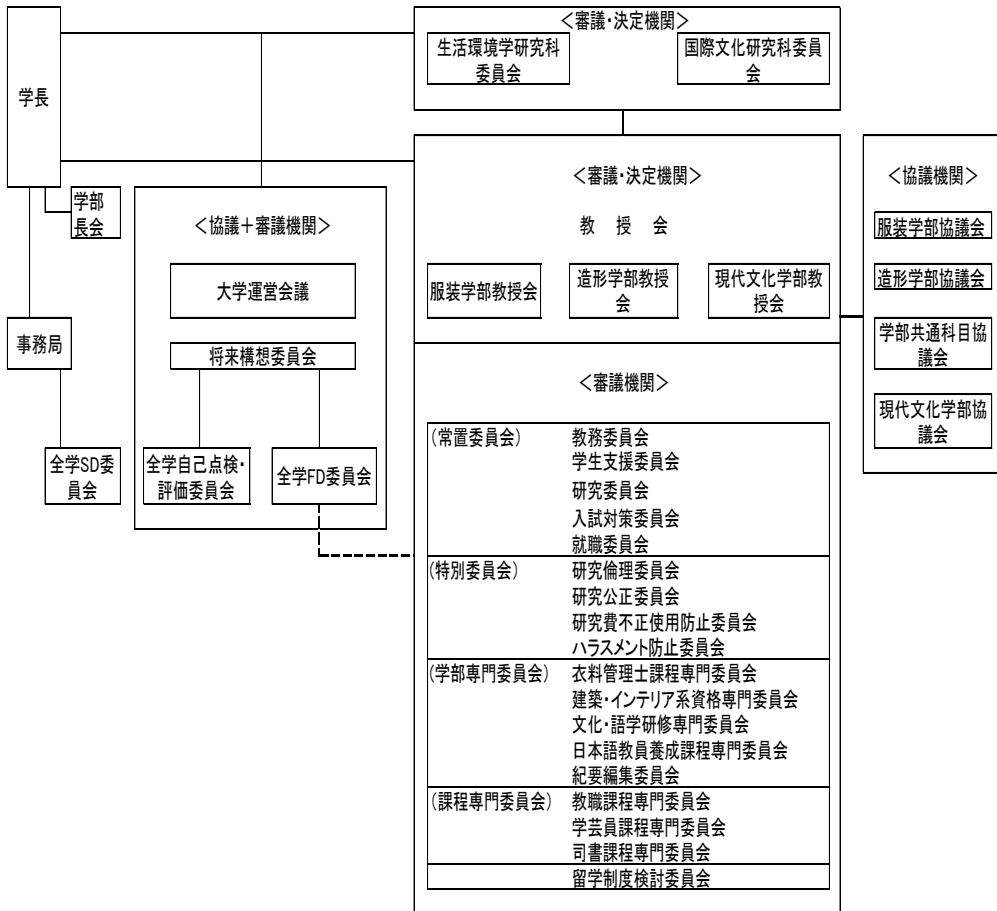 学長
学部
長会
事務局
全学SD委
員会
＜協議＋審議機関＞
大学運営会議
将来構想委員会
全学自己点検・
評価委員会
全学FD委員会
＜審議・決定機関＞
生活環境学研究科
委員会
国際文化研究科委員
会
＜審議・決定機関＞
教　授　会
服装学部教授会
造形学部教授
会
現代文化学部教
授会
＜審議機関＞
(常置委員会)　教務委員会
学生支援委員会
研究委員会
入試対策委員会
就職委員会
(特別委員会)　研究倫理委員会
研究公正委員会
研究費不正使用防止委員会
ハラスメント防止委員会
(学部専門委員会)　衣料管理士課程専門委員会
建築・インテリア系資格専門委員会
文化・語学研修専門委員会
日本語教員養成課程専門委員会
紀要編集委員会
(課程専門委員会)　教職課程専門委員会
学芸員課程専門委員会
司書課程専門委員会
留学制度検討委員会
＜協議機関＞
服装学部協議会
造形学部協議会
学部共通科目協
議会
現代文化学部協
議会